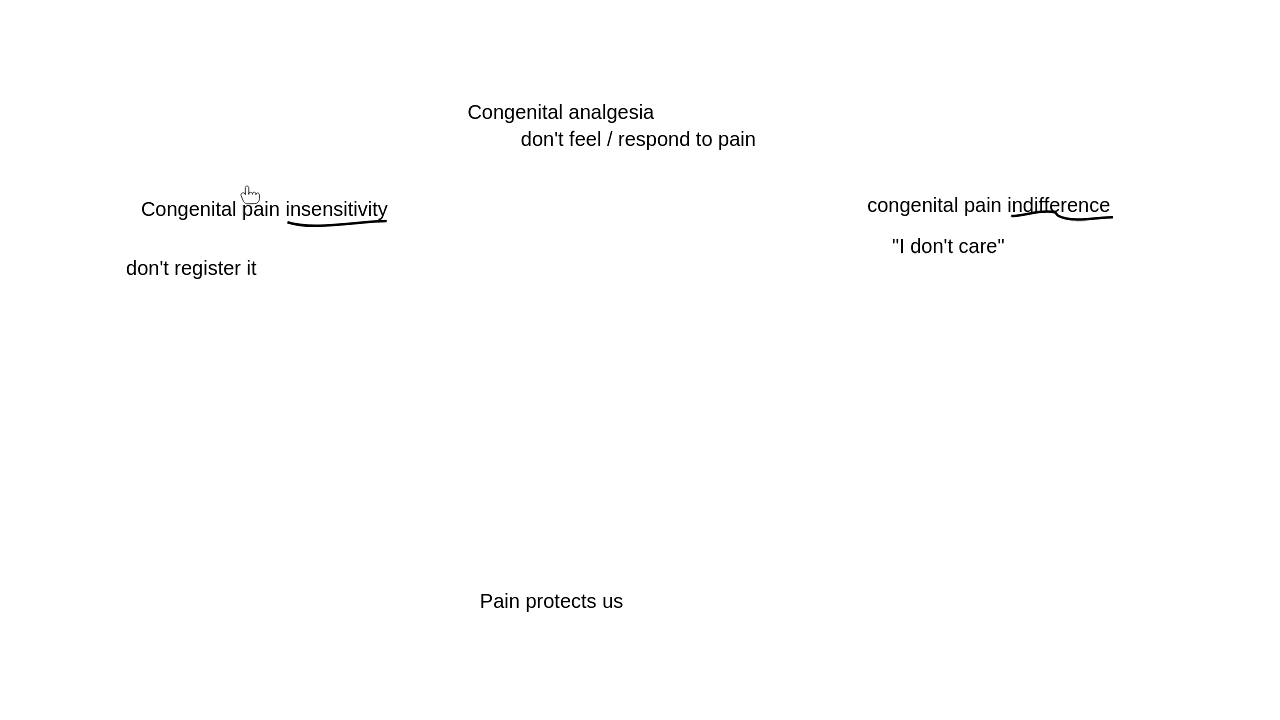 Congenital analgesia
don't feel / respond to pain
Congenital pain insensitivity
don't register it
congenital pain indifference
"I don't care"
Pain protects us